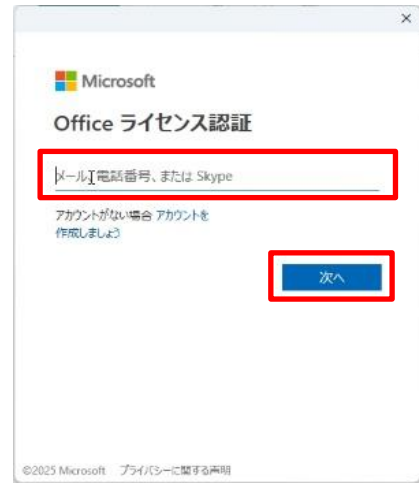 Microsoft
Office ライセンス認証
メール、電話番号、または Skype
アカウントがない場合 アカウントを
作成しましょう
次へ
©2025 Microsoft プライバシーに関する声明